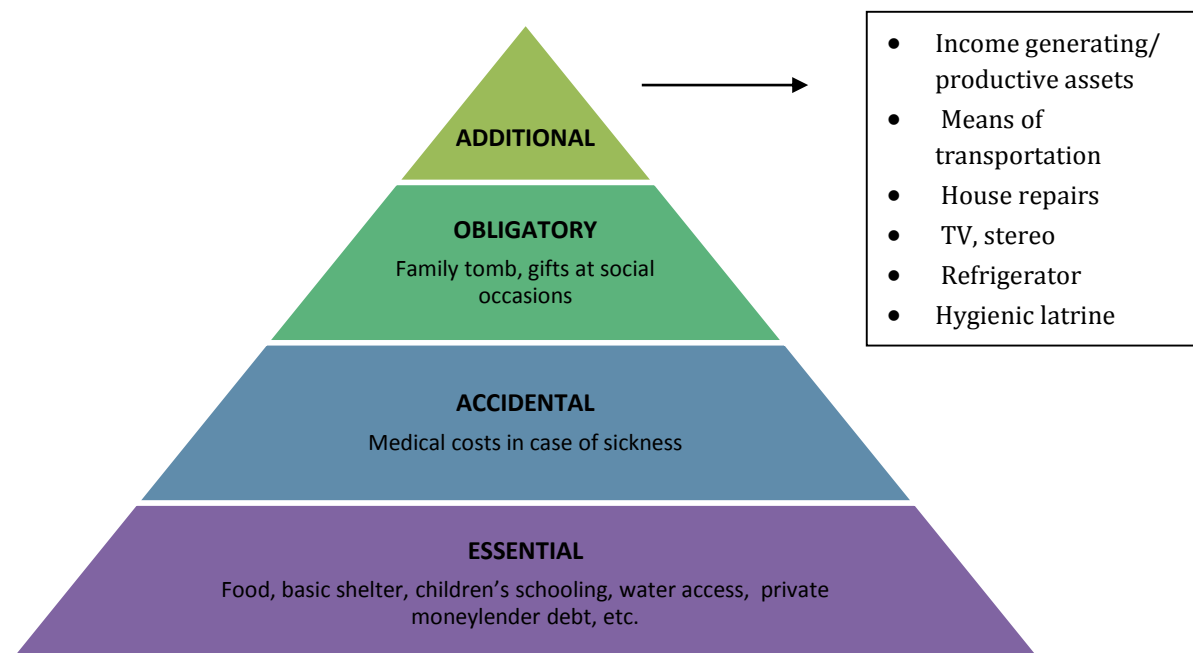 ADDITIONAL
OBLIGATORY
Family tomb, gifts at social
occasions
ACCIDENTAL
Medical costs in case of sickness
ESSENTIAL
Food, basic shelter, children’s schooling, water access,  private
moneylender debt, etc.
• Income generating/
productive assets
• Means of
transportation
• House repairs
• TV, stereo
• Refrigerator
• Hygienic latrine